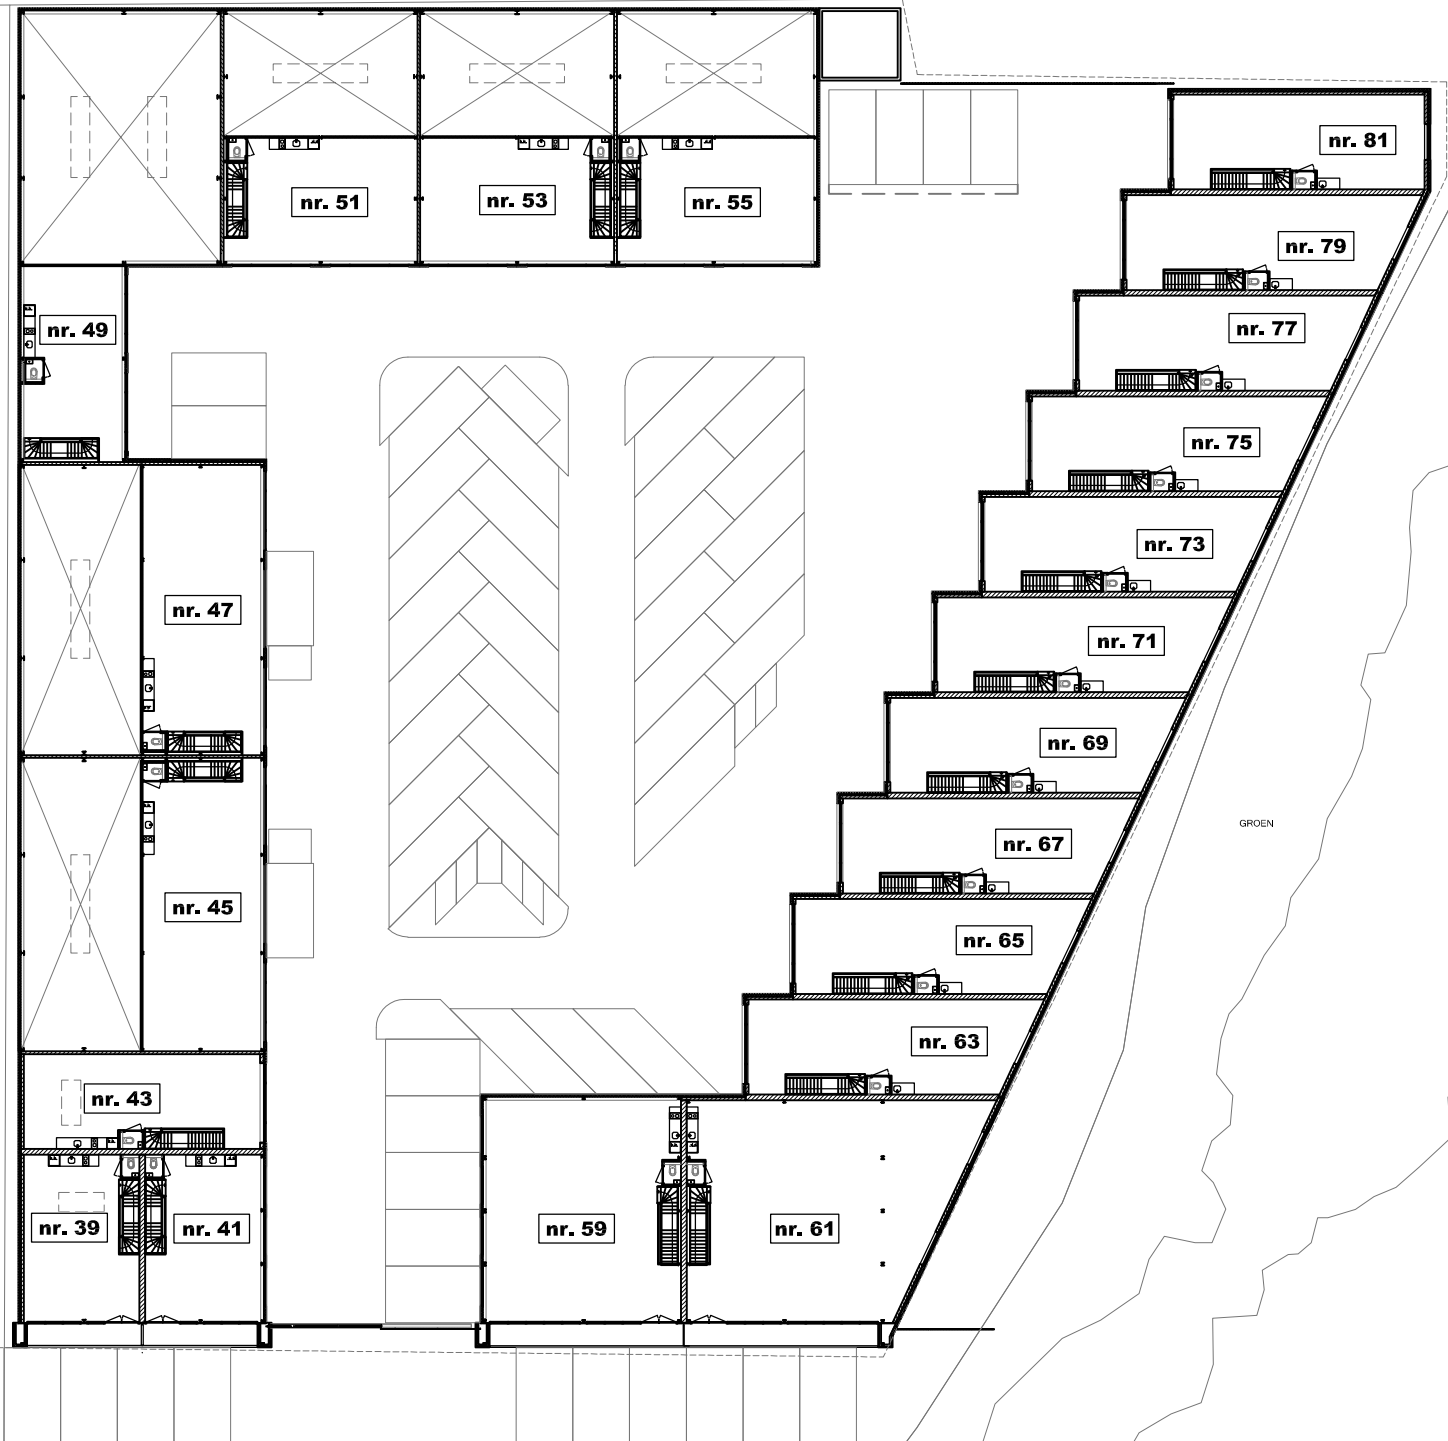 nr. 81
nr. 51
nr. 53
nr. 55
nr. 79
nr. 49
nr. 77
nr. 75
nr. 73
nr. 47
nr. 71
nr. 69
GROEN
nr. 67
nr. 45
nr. 65
nr. 63
nr. 43
nr. 39
nr. 41
nr. 59
nr. 61